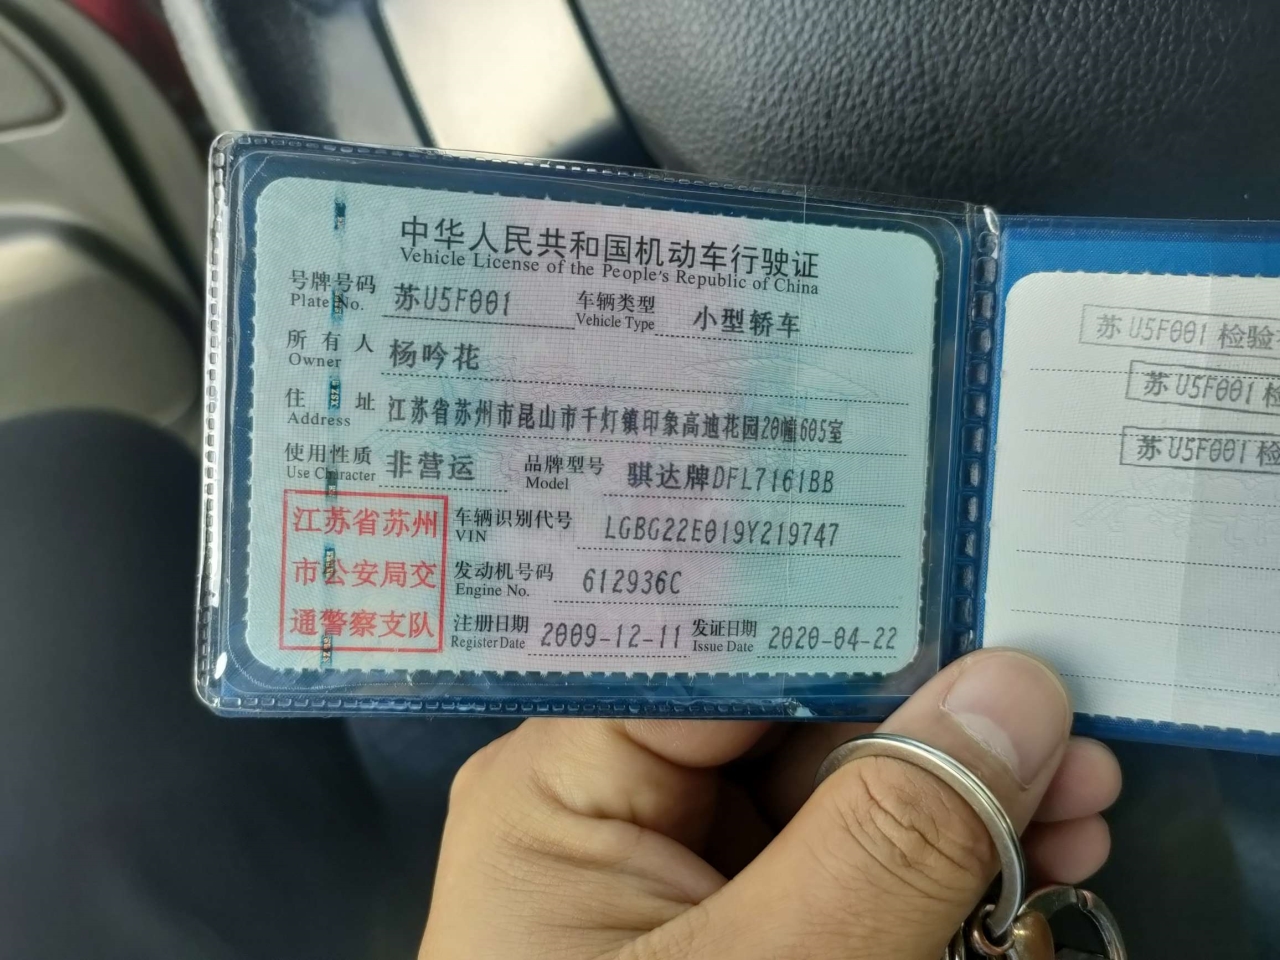 中华人民共和国机动车行驶证
Vehicle License of the People's Republic of China
号牌号码 苏U5F001 车辆类型 小型轿车
Plate No. Vehicle Type
所有人 杨吟花
Owner
住址 江苏省苏州市昆山市千灯镇印象高迪花园20幢605室
Address
使用性质 非营运 品牌型号 骐达牌DFL7161BB
Use Character Model
江苏省苏州
市公安局交
通警察支队
车辆识别代号 LGBG22E019Y219747
VIN
发动机号码 612936C
Engine No.
注册日期 2009-12-11 发证日期 2020-04-22
Register Date Issue Date
苏U5F001 检验
苏U5F001 检
苏U5F001 检